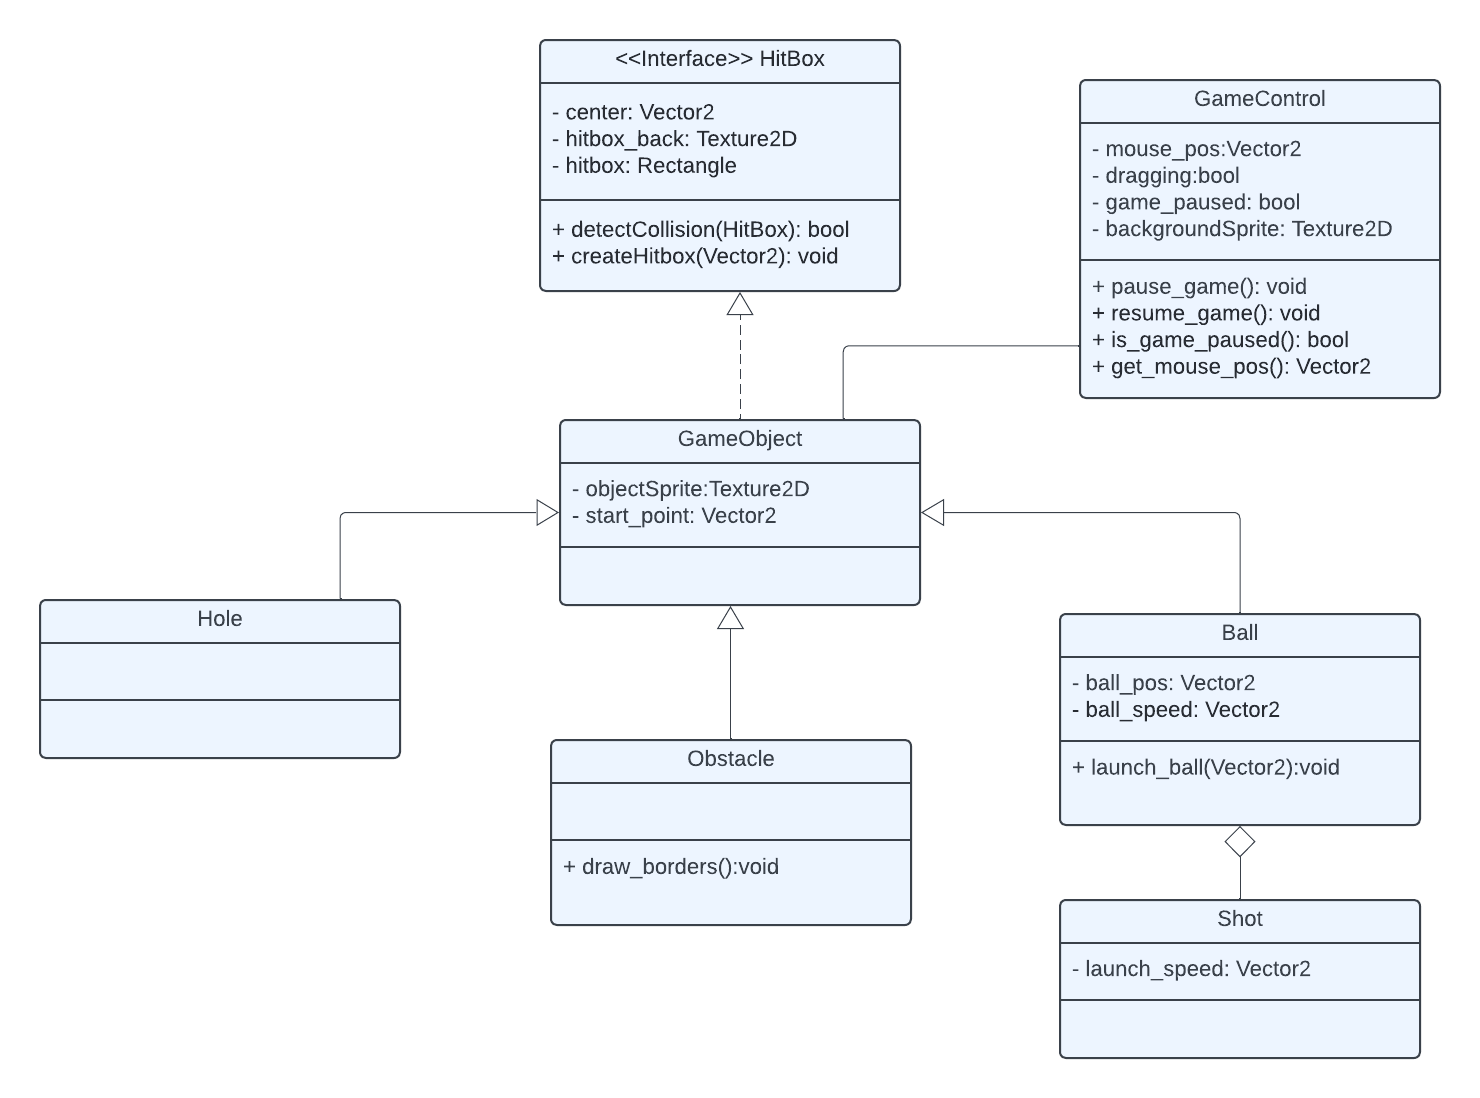 <<Interface>> HitBox
- center: Vector2
- hitbox_back: Texture2D
- hitbox: Rectangle
+ detectCollision(HitBox): bool
+ createHitbox(Vector2): void
GameControl
- mouse_pos:Vector2
- dragging:bool
- game_paused: bool
- backgroundSprite: Texture2D
+ pause_game(): void
+ resume_game(): void
+ is_game_paused(): bool
+ get_mouse_pos(): Vector2
GameObject
- objectSprite:Texture2D
- start_point: Vector2
Hole
Obstacle
+ draw_borders():void
Ball
- ball_pos: Vector2
- ball_speed: Vector2
+ launch_ball(Vector2):void
Shot
- launch_speed: Vector2